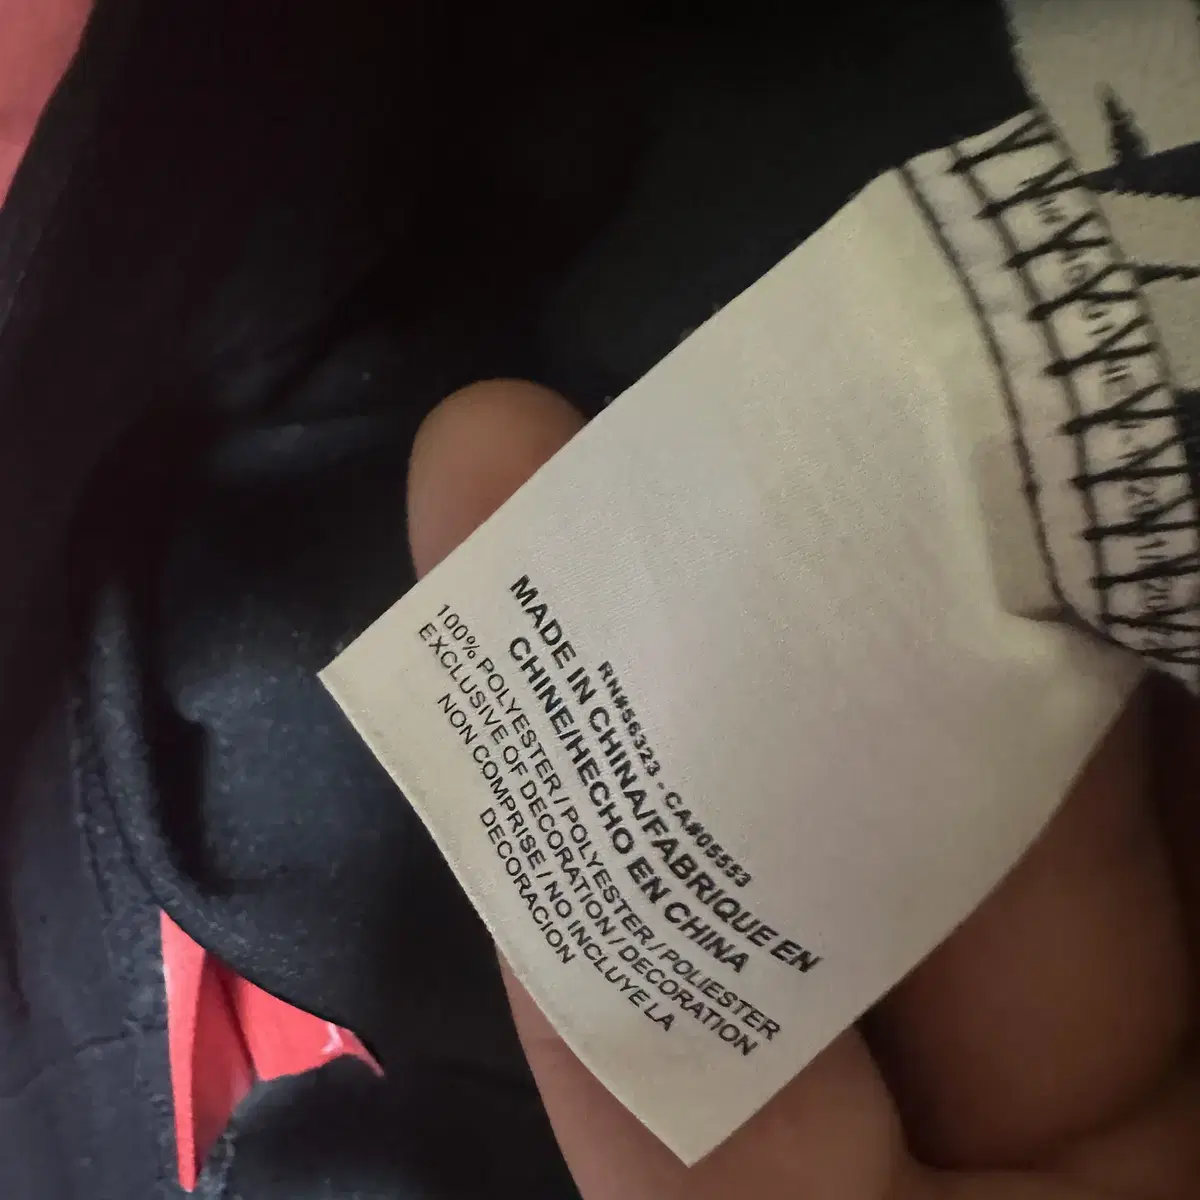 RN#56323 - CA#05553
MADE IN CHINA/FABRIQUE EN
CHINE/HECHO EN CHINA
100% POLYESTER / POLYESTER / POLIESTER
EXCLUSIVE OF DECORATION / DECORATION
NON COMPRISE / NO INCLUYE LA
DECORACION